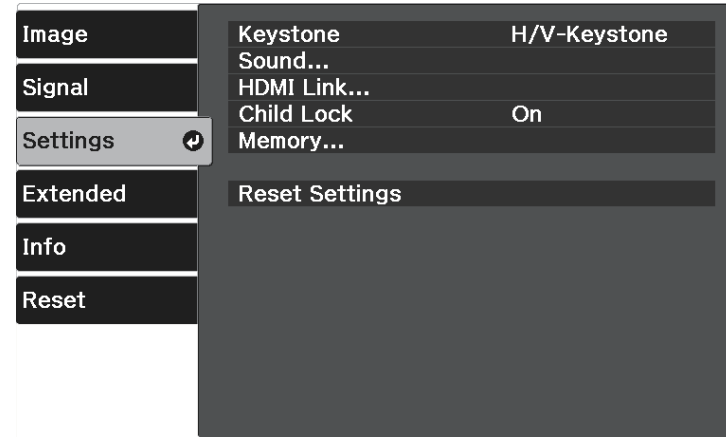 Image
Signal
Settings
Extended
Info
Reset
Keystone H/V-Keystone
Sound...
HDMI Link...
Child Lock On
Memory...
Reset Settings